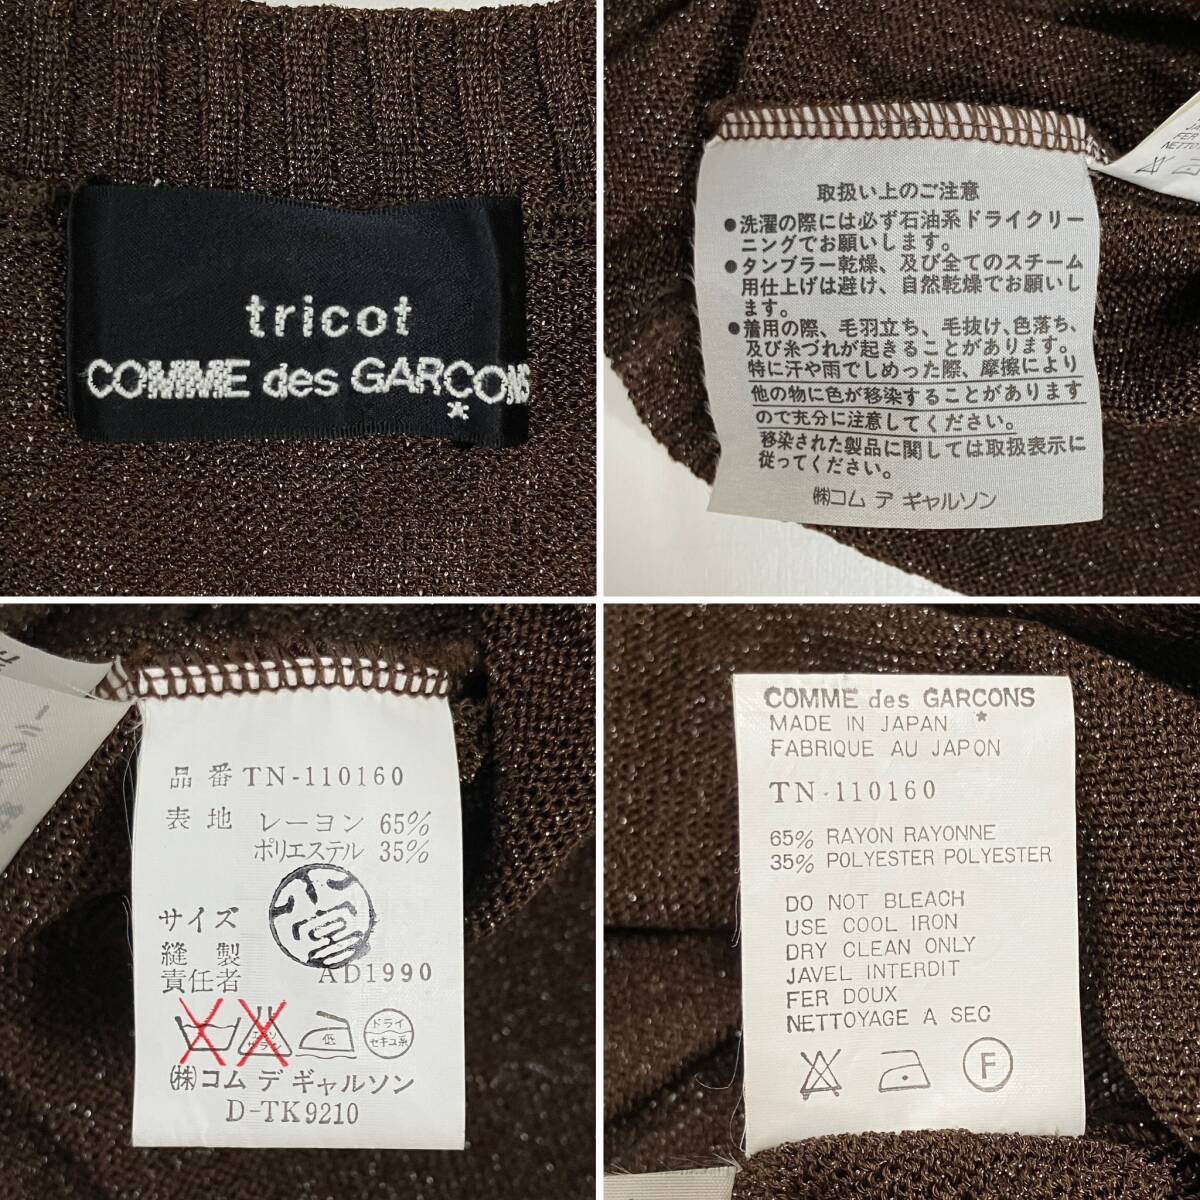 tricot
COMME des GARCONS
*
取扱い上のご注意
●洗濯の際には必ず石油系ドライクリー
ニングでお願いします。
●タンブラー乾燥、及び全てのスチーム
用仕上げは避け、自然乾燥でお願いし
ます。
●着用の際、毛羽立ち、毛抜け、色落ち、
及び糸づれが起きることがあります。
特に汗や雨でしめった際、摩擦により
他の物に色が移染することがあります
ので充分に注意してください。
移染された製品に関しては取扱表示に
従ってください。
㈱コム デ ギャルソン
FER
NETTO
品番 TN-110160
表地 レーヨン 65%
ポリエステル 35%
小宮
サイズ
縫製
責任者 AD1990
エンソ
サラシ
低
ドライ
セキユ系
㈱コム デ ギャルソン
D-TK9210
COMME des GARCONS
*
MADE IN JAPAN
FABRIQUE AU JAPON
TN-110160
65% RAYON RAYONNE
35% POLYESTER POLYESTER
DO NOT BLEACH
USE COOL IRON
DRY CLEAN ONLY
JAVEL INTERDIT
FER DOUX
NETTOYAGE A SEC
F